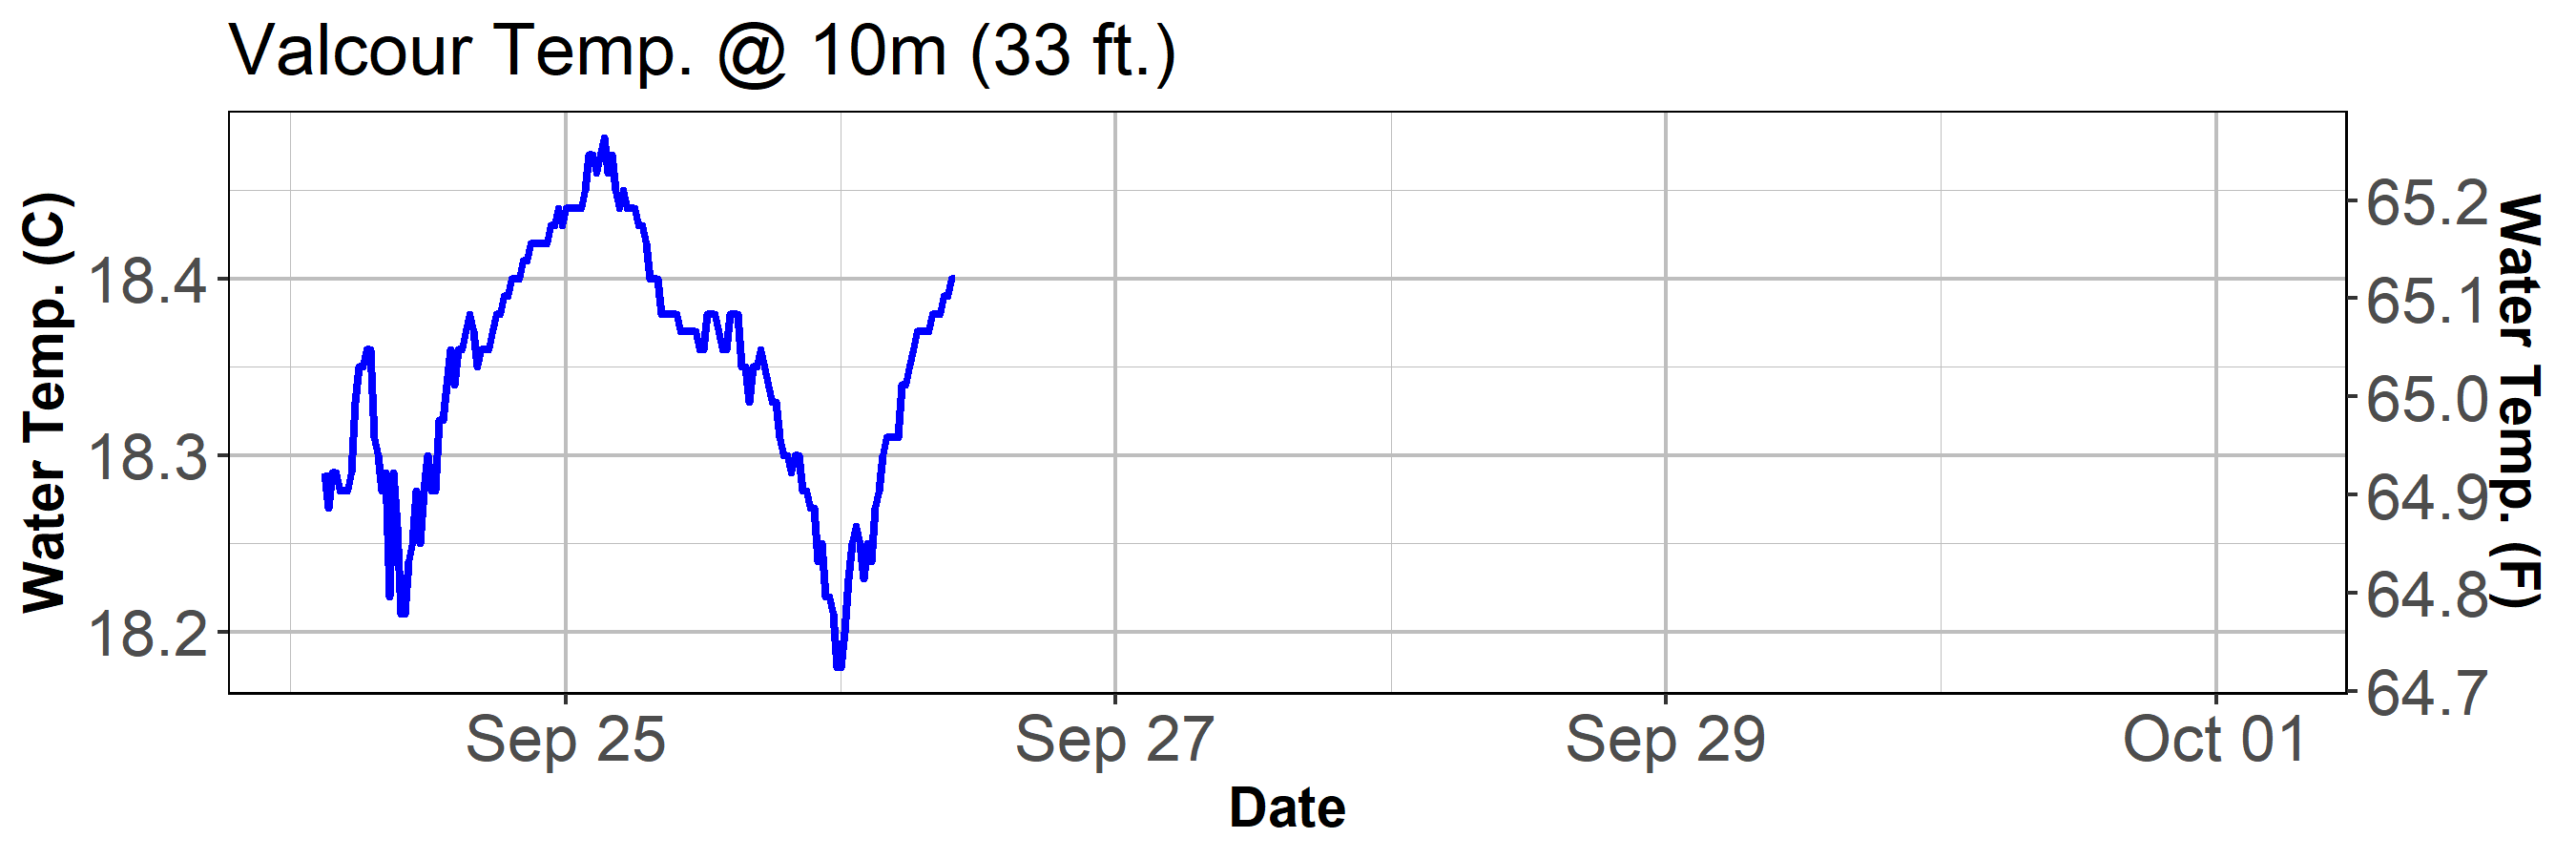 Valcour Temp. @ 10m (33 ft.)
Water Temp. (C)
18.4
18.3
18.2
65.2
65.1
65.0
64.9
64.8
64.7
Water Temp. (F)
Sep 25
Sep 27
Sep 29
Oct 01
Date